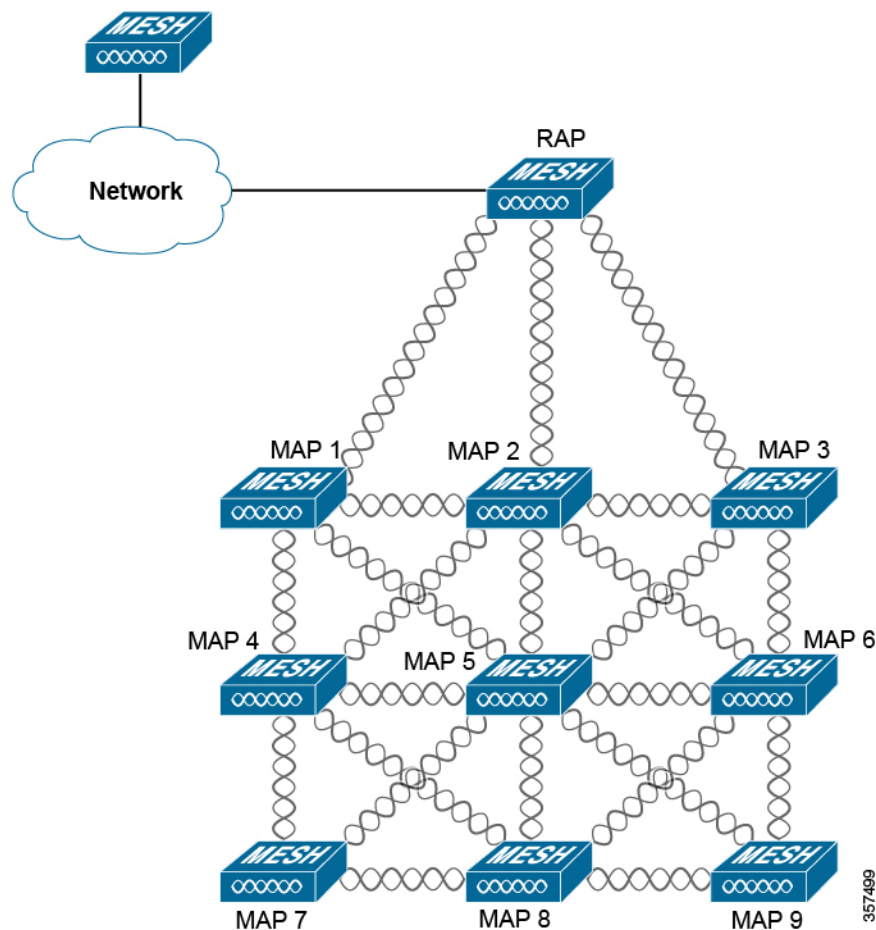 MESH
RAP
MESH
Network
MAP 1
MAP 2
MAP 3
MESH
MESH
MESH
MAP 4
MAP 5
MAP 6
MESH
MESH
MESH
MESH
MESH
MESH
MAP 7
MAP 8
MAP 9
357499